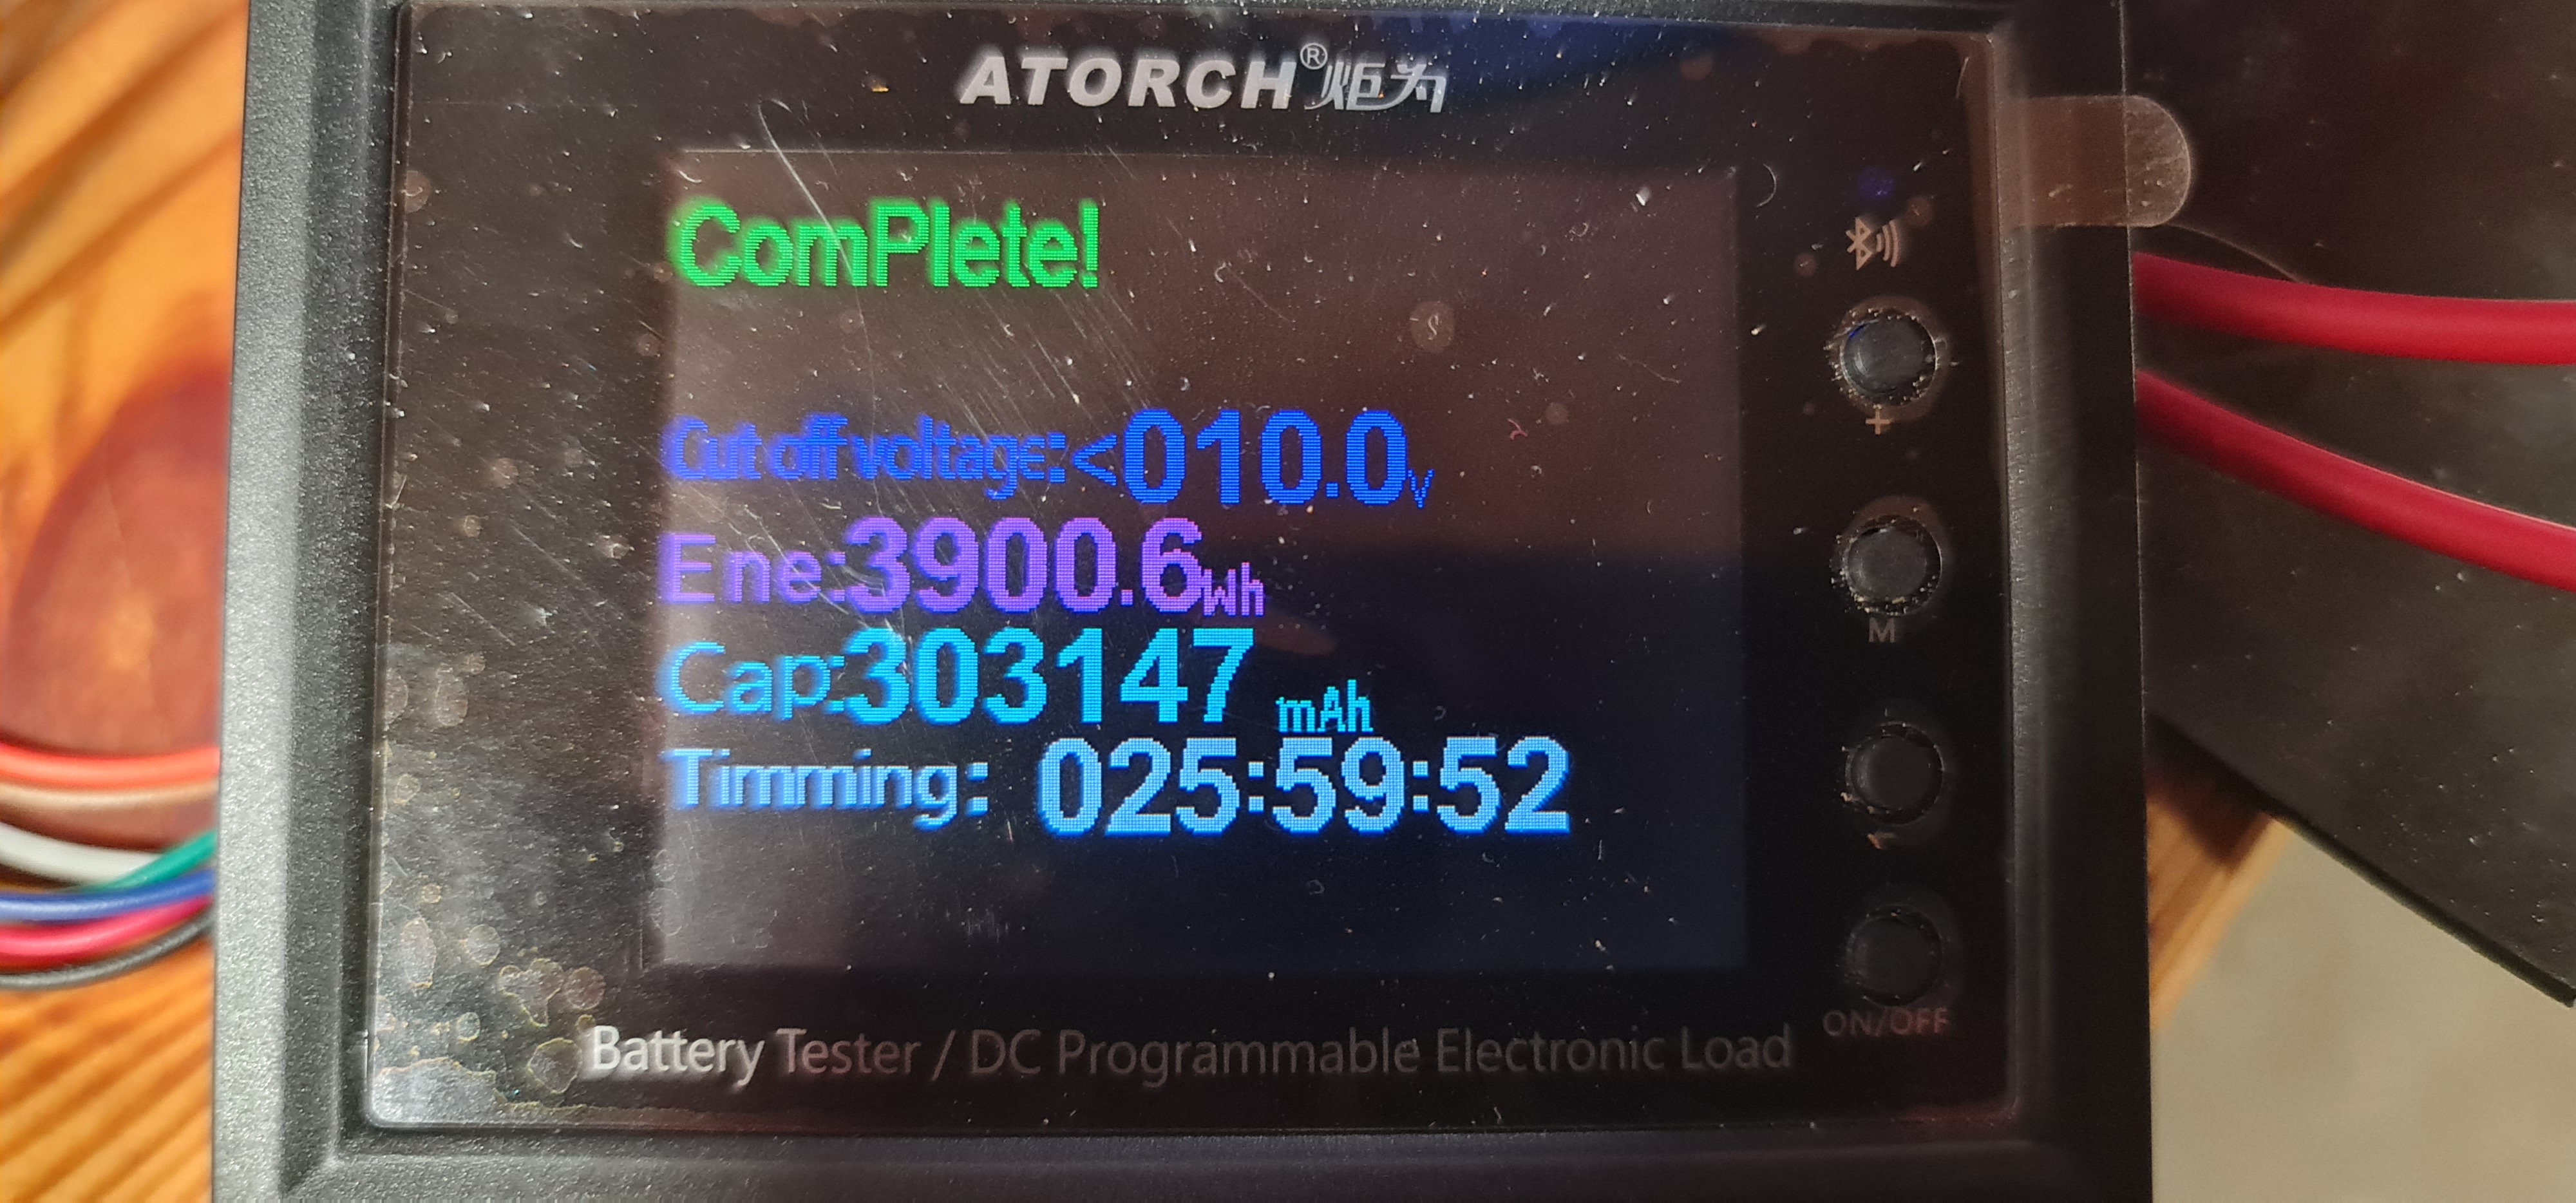 ATORCH® 炬为
ComPlete!
Cut off voltage:<010.0V
Ene:3900.6Wh
+
Cap:303147 mAh
M
Timming: 025:59:52
-
ON/OFF
Battery Tester / DC Programmable Electronic Load